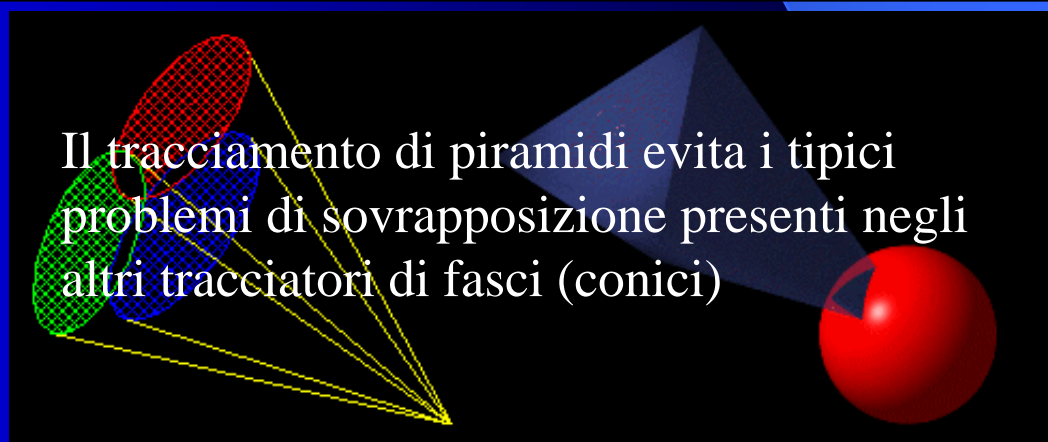 Il tracciamento di piramidi evita i tipici
problemi di sovrapposizione presenti negli
altri tracciatori di fasci (conici)